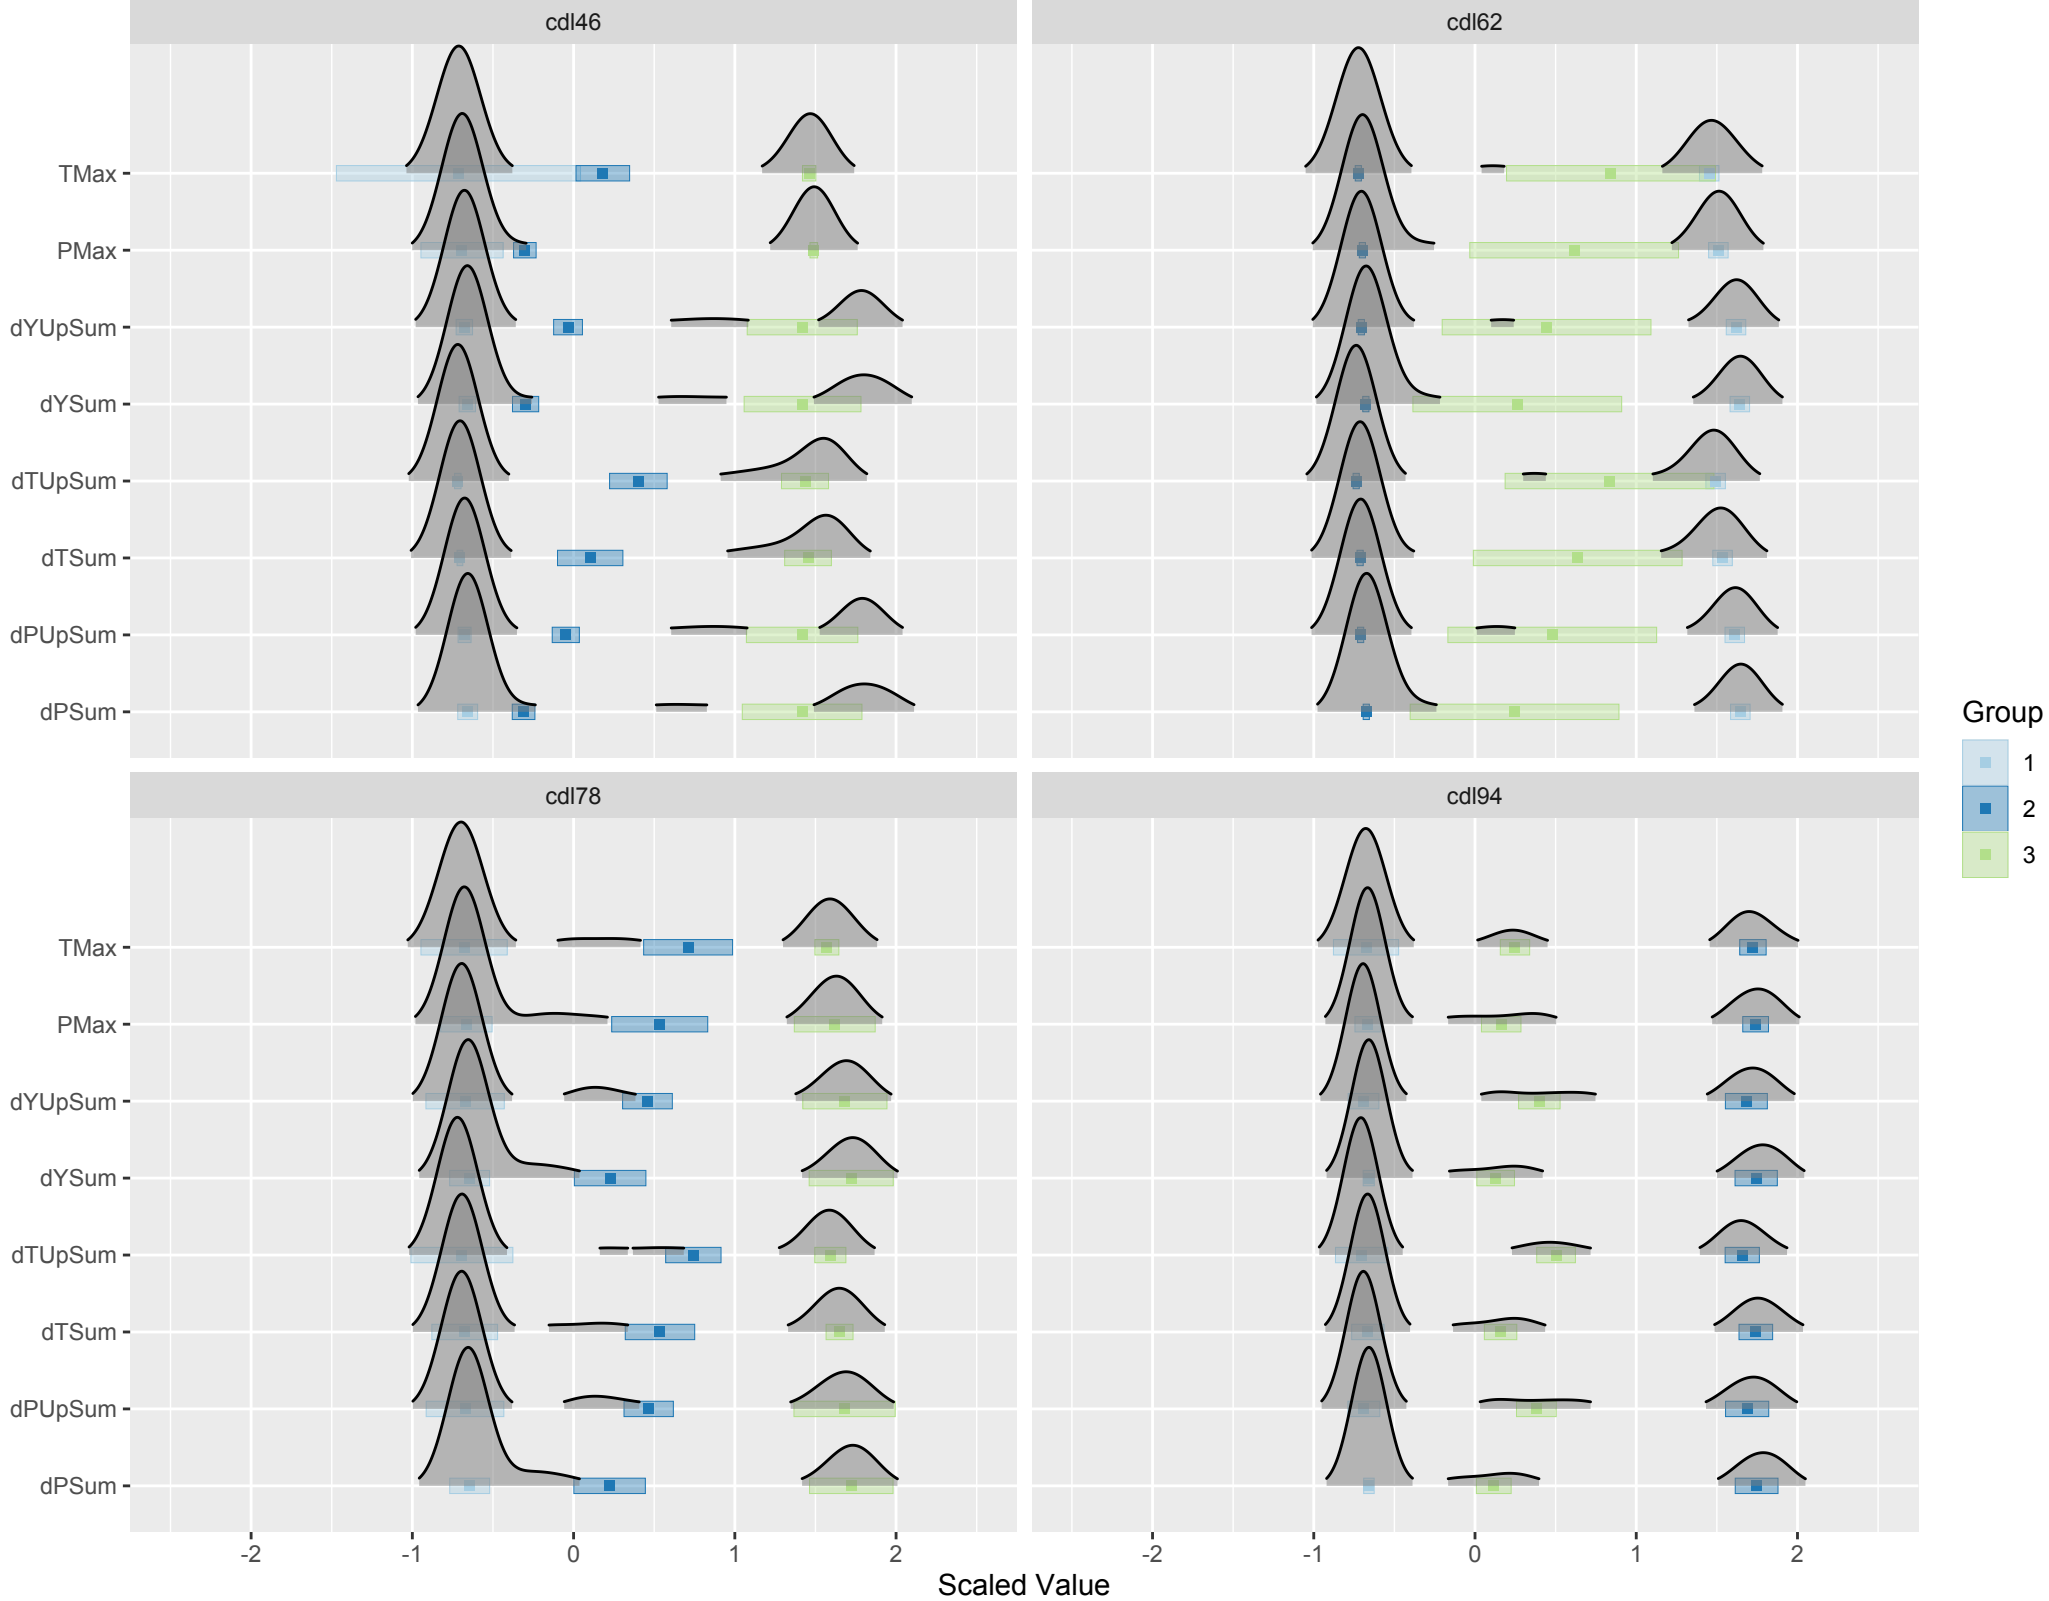 cdl46
cdl62
TMax
PMax
dYUpSum
dYSum
dTUpSum
dTSum
dPUpSum
dPSum
Group
1
2
3
cdl78
cdl94
TMax
PMax
dYUpSum
dYSum
dTUpSum
dTSum
dPUpSum
dPSum
-2 -1 0 1 2 -2 -1 0 1 2
Scaled Value